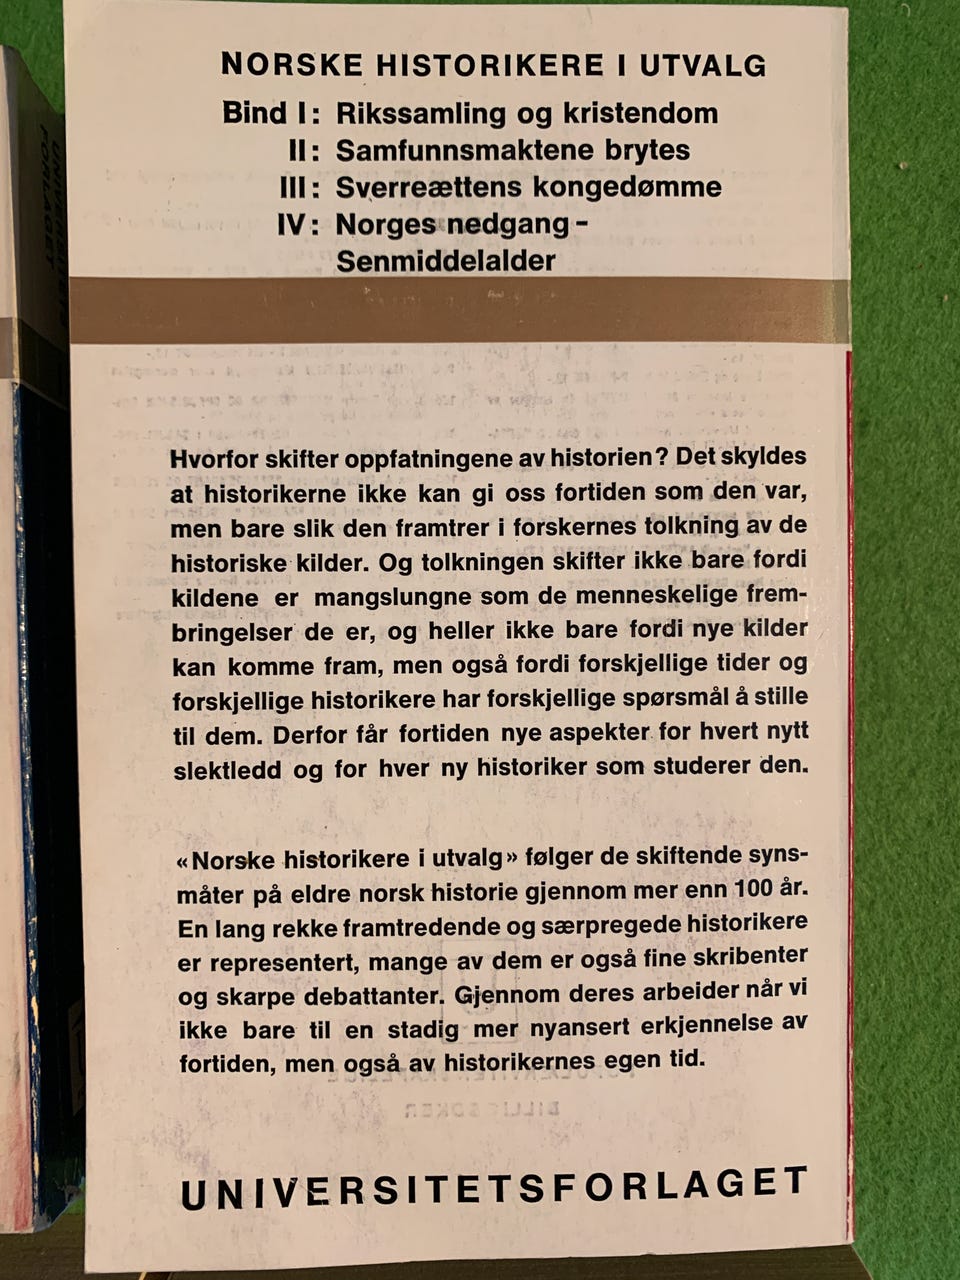 NORSKE HISTORIKERE I UTVALG
Bind I: Rikssamling og kristendom
II: Samfunnsmaktene brytes
III: Sverreættens kongedømme
IV: Norges nedgang –
Senmiddelalder
Hvorfor skifter oppfatningene av historien? Det skyldes
at historikerne ikke kan gi oss fortiden som den var,
men bare slik den framtrer i forskernes tolkning av de
historiske kilder. Og tolkningen skifter ikke bare fordi
kildene er mangslungne som de menneskelige frem-
bringelser de er, og heller ikke bare fordi nye kilder
kan komme fram, men også fordi forskjellige tider og
forskjellige historikere har forskjellige spørsmål å stille
til dem. Derfor får fortiden nye aspekter for hvert nytt
slektledd og for hver ny historiker som studerer den.
«Norske historikere i utvalg» følger de skiftende syns-
måter på eldre norsk historie gjennom mer enn 100 år.
En lang rekke framtredende og særpregede historikere
er representert, mange av dem er også fine skribenter
og skarpe debattanter. Gjennom deres arbeider når vi
ikke bare til en stadig mer nyansert erkjennelse av
fortiden, men også av historikernes egen tid.
UNIVERSITETSFORLAGET
UNIVERSITETS
FORLAGET